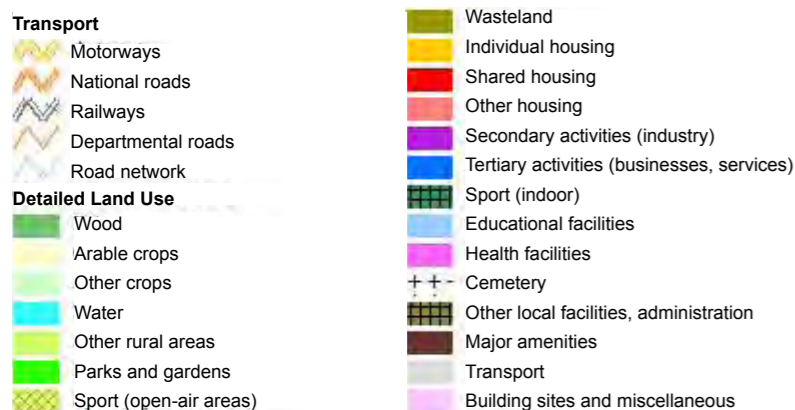 Transport
Motorways
National roads
Railways
Departmental roads
Road network
Detailed Land Use
Wood
Arable crops
Other crops
Water
Other rural areas
Parks and gardens
Sport (open-air areas)
Wasteland
Individual housing
Shared housing
Other housing
Secondary activities (industry)
Tertiary activities (businesses, services)
Sport (indoor)
Educational facilities
Health facilities
Cemetery
Other local facilities, administration
Major amenities
Transport
Building sites and miscellaneous